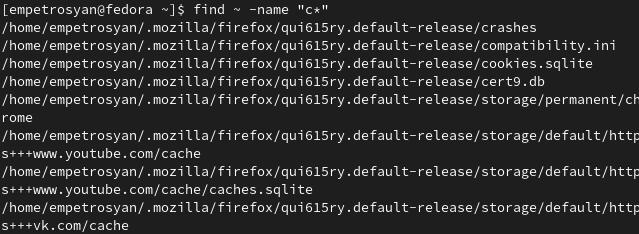 [empetrosyan@fedora ~]$ find ~ -name "c*"
/home/empetrosyan/.mozilla/firefox/qui615ry.default-release/crashes
/home/empetrosyan/.mozilla/firefox/qui615ry.default-release/compatibility.ini
/home/empetrosyan/.mozilla/firefox/qui615ry.default-release/cookies.sqlite
/home/empetrosyan/.mozilla/firefox/qui615ry.default-release/cert9.db
/home/empetrosyan/.mozilla/firefox/qui615ry.default-release/storage/permanent/ch
rome
/home/empetrosyan/.mozilla/firefox/qui615ry.default-release/storage/default/http
s+++www.youtube.com/cache
/home/empetrosyan/.mozilla/firefox/qui615ry.default-release/storage/default/http
s+++www.youtube.com/cache/caches.sqlite
/home/empetrosyan/.mozilla/firefox/qui615ry.default-release/storage/default/http
s+++vk.com/cache